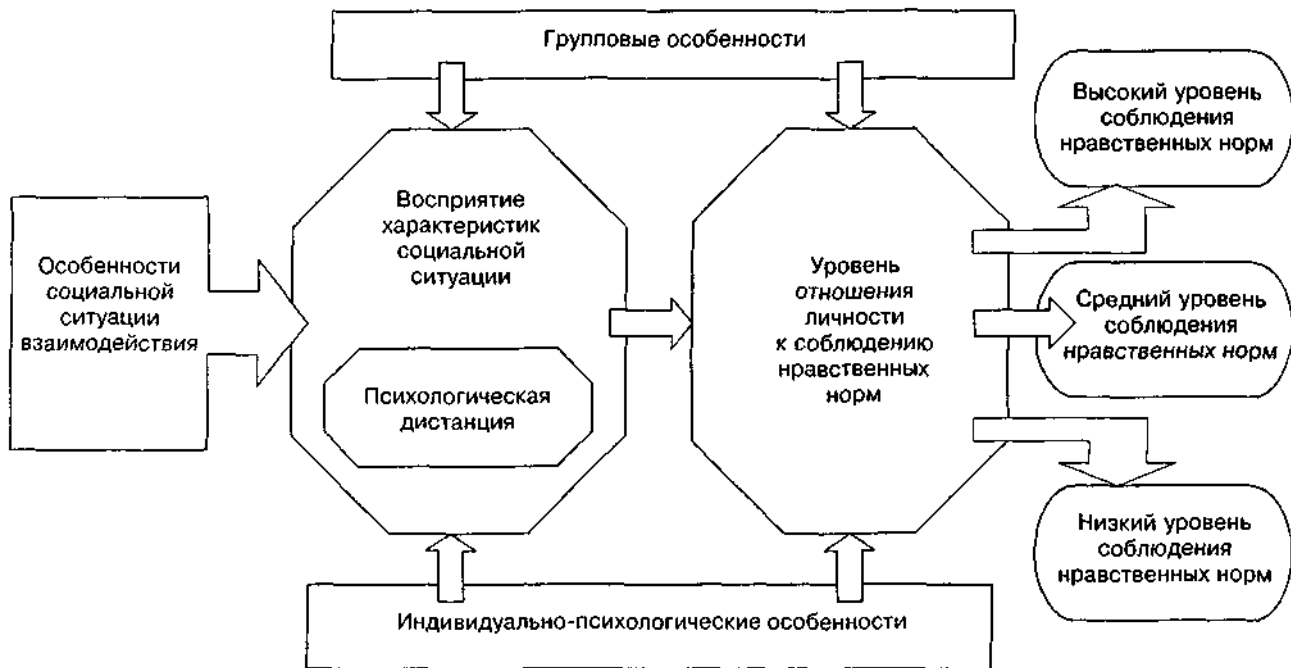 Групповые особенности
Высокий уровень
соблюдения
нравственных норм
Восприятие
характеристик
социальной
ситуации
Особенности
социальной
ситуации
взаимодействия
Психологическая
дистанция
Уровень
отношения
личности
к соблюдению
нравственных
норм
Средний уровень
соблюдения
нравственных норм
Низкий уровень
соблюдения
нравственных норм
Индивидуально-психологические особенности